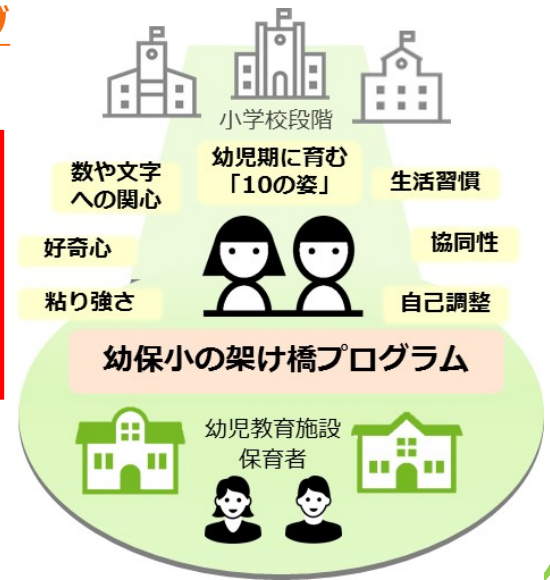 小学校段階
幼児期に育む
「10の姿」
数や文字
への関心
生活習慣
好奇心
協同性
粘り強さ
自己調整
幼保小の架け橋プログラム
幼児教育施設
保育者